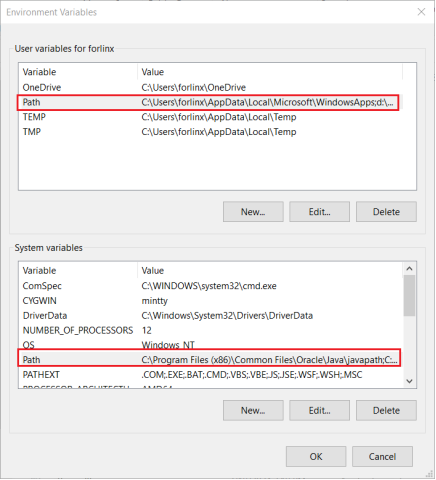 Environment Variables
User variables for forlinx
Variable Value
OneDrive C:\Users\forlinx\OneDrive
Path C:\Users\forlinx\AppData\Local\Microsoft\WindowsApps;d:\...
TEMP C:\Users\forlinx\AppData\Local\Temp
TMP C:\Users\forlinx\AppData\Local\Temp
New... Edit... Delete
System variables
Variable Value
ComSpec C:\WINDOWS\system32\cmd.exe
CYGWIN mintty
DriverData C:\Windows\System32\Drivers\DriverData
NUMBER_OF_PROCESSORS 12
OS Windows_NT
Path C:\Program Files (x86)\Common Files\Oracle\Java\javapath;C:...
PATHEXT .COM;.EXE;.BAT;.CMD;.VBS;.VBE;.JS;.JSE;.WSF;.WSH;.MSC
New... Edit... Delete
OK Cancel